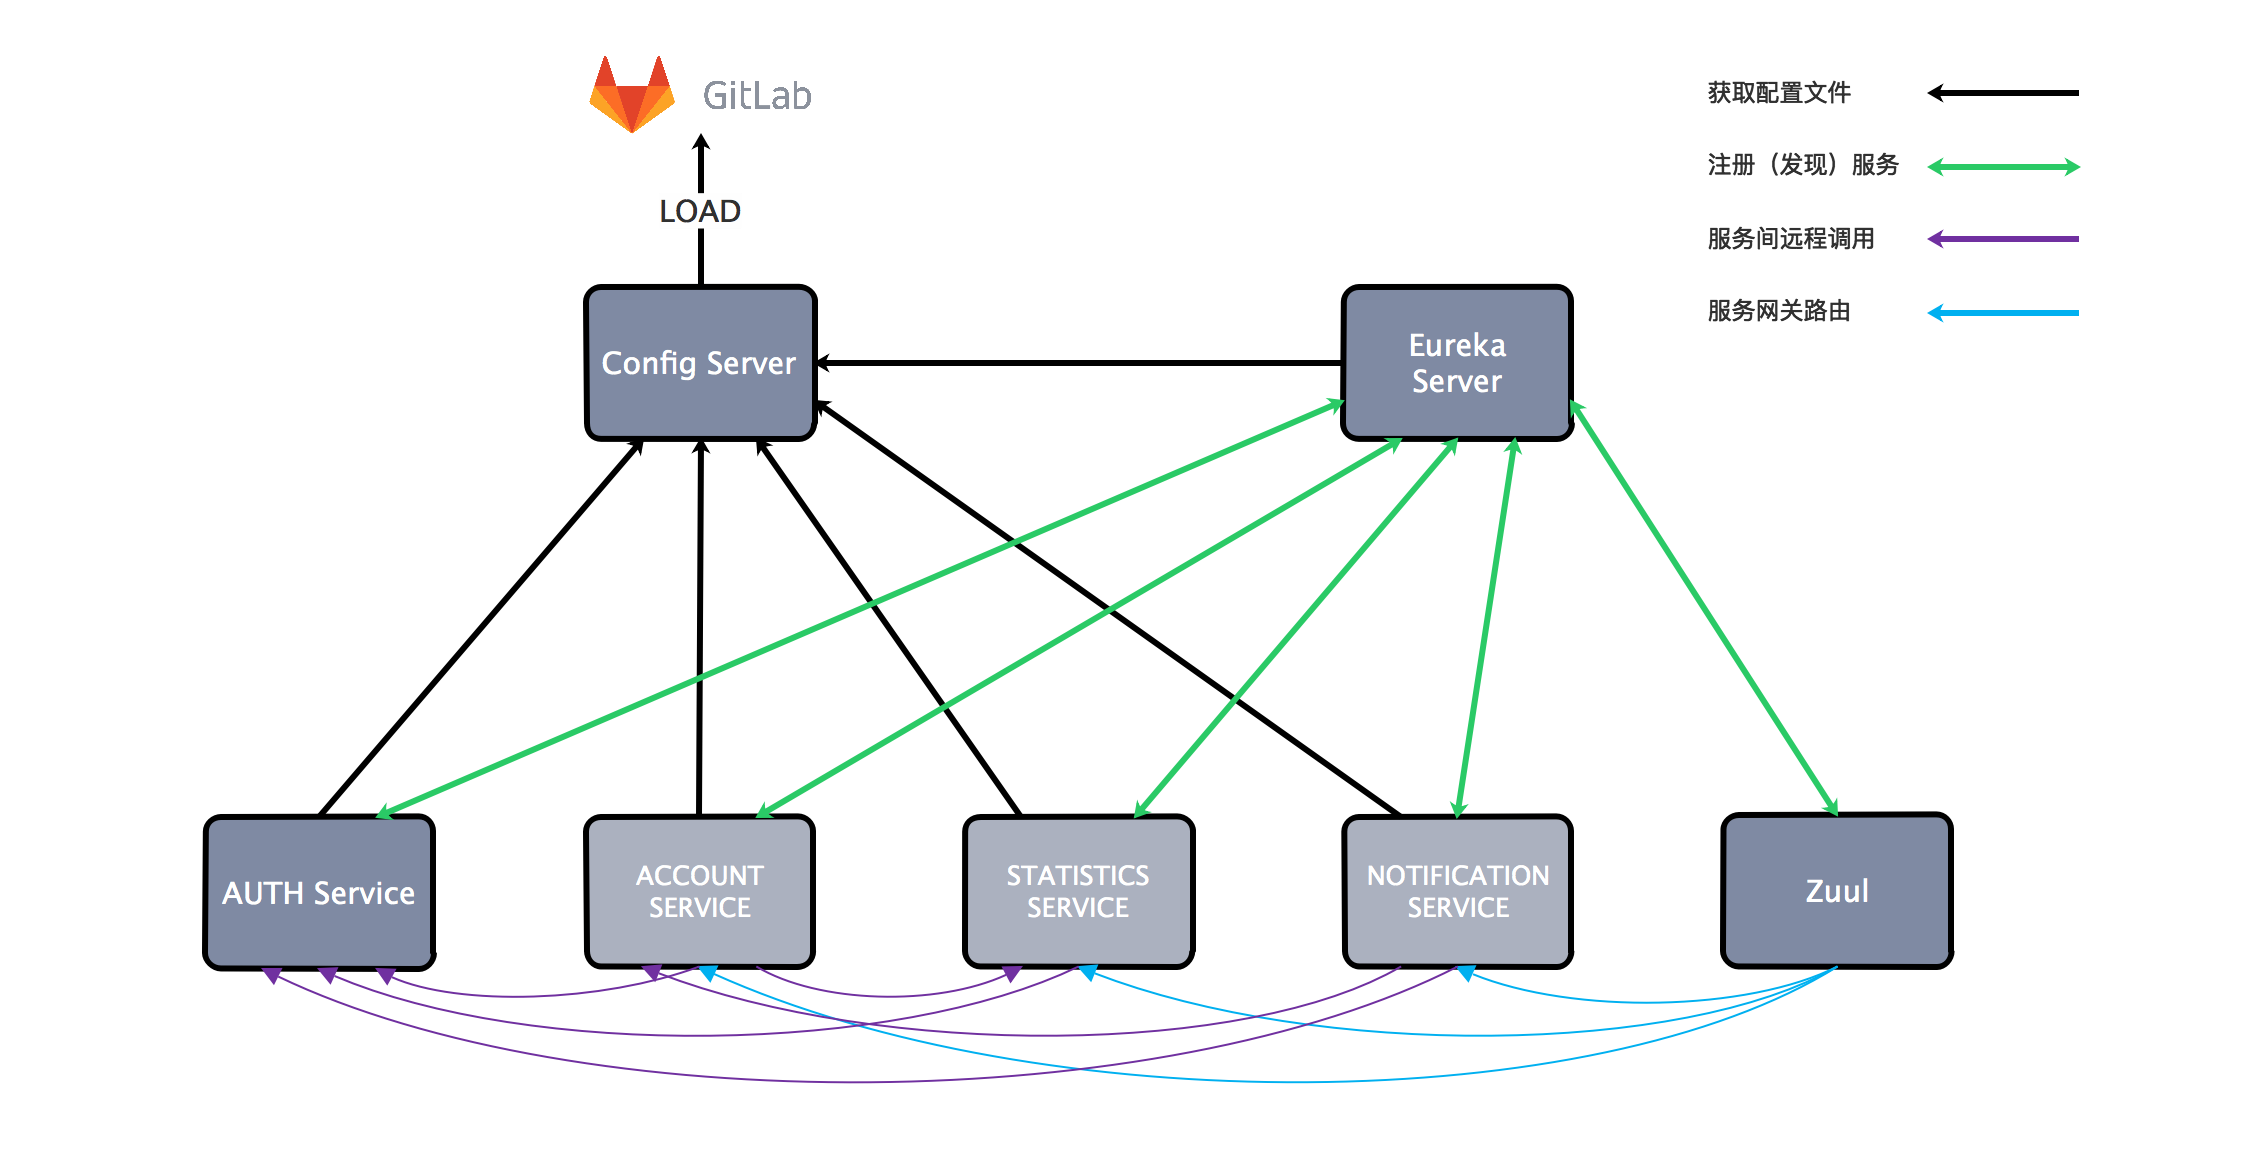 GitLab
获取配置文件
注册（发现）服务
LOAD
服务间远程调用
服务网关路由
Config Server
Eureka
Server
AUTH Service
ACCOUNT
SERVICE
STATISTICS
SERVICE
NOTIFICATION
SERVICE
Zuul